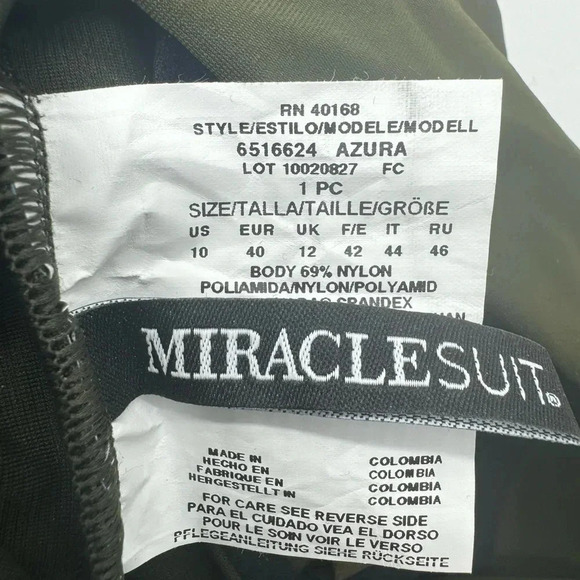 RN 40168
STYLE/ESTILO/MODELE/MODELL
6516624 AZURA
LOT 10020827 FC
1 PC
SIZE/TALLA/TAILLE/GRÖßE
US EUR UK F/E IT RU
10 40 12 42 44 46
BODY 69% NYLON
POLIAMIDA/NYLON/POLYAMID
SPANDEX
MIRACLESUIT®
MADE IN COLOMBIA
HECHO EN COLOMBIA
FABRIQUE EN COLOMBIA
HERGESTELLT IN COLOMBIA
FOR CARE SEE REVERSE SIDE
PARA EL CUIDADO VEA EL DORSO
POUR LE SOIN VOIR LE VERSO
PFLEGEANLEITUNG SIEHE RÜCKSEITE